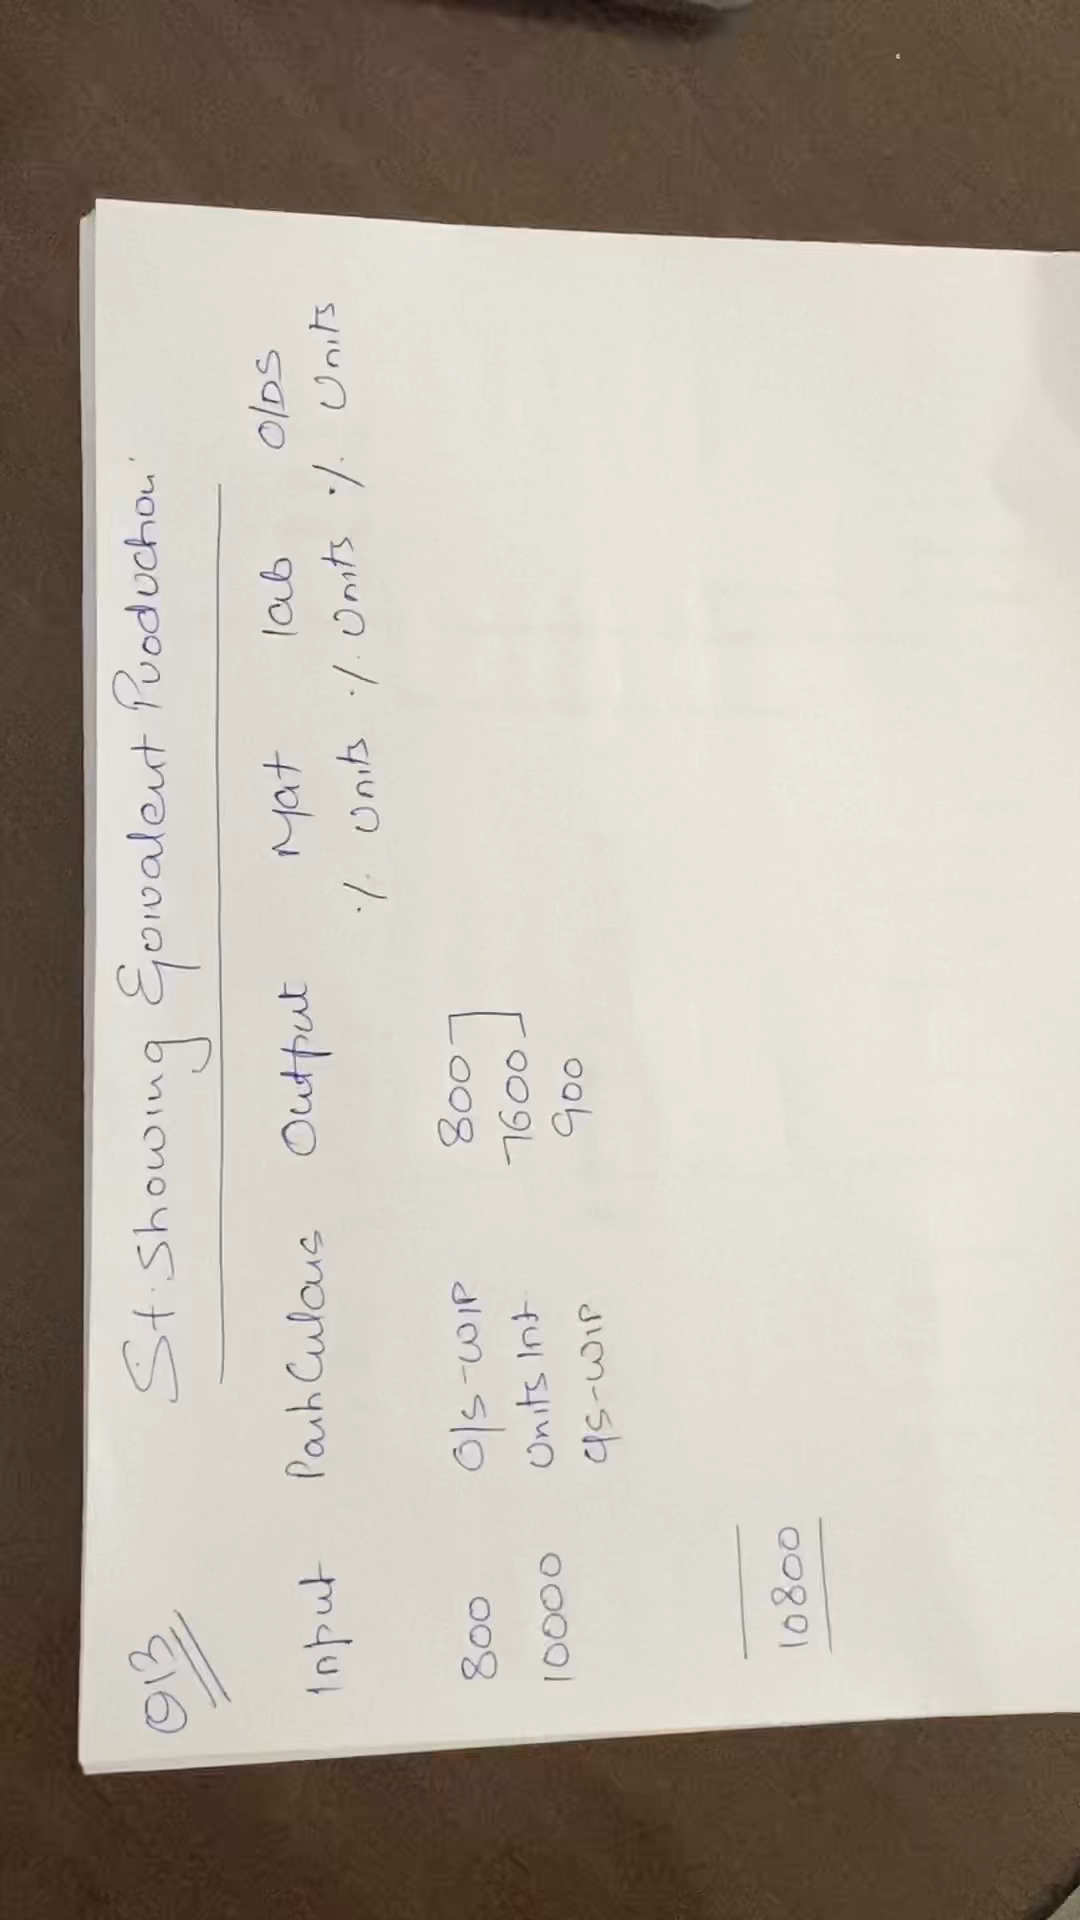 Q13 St. Showing Equivalent Production
Input Particulars Output Mat lab O/DS
% Units % Units % Units
800 O/S-WIP 800]
10000 Units Int. 7600]
C/S-WIP 900
10800